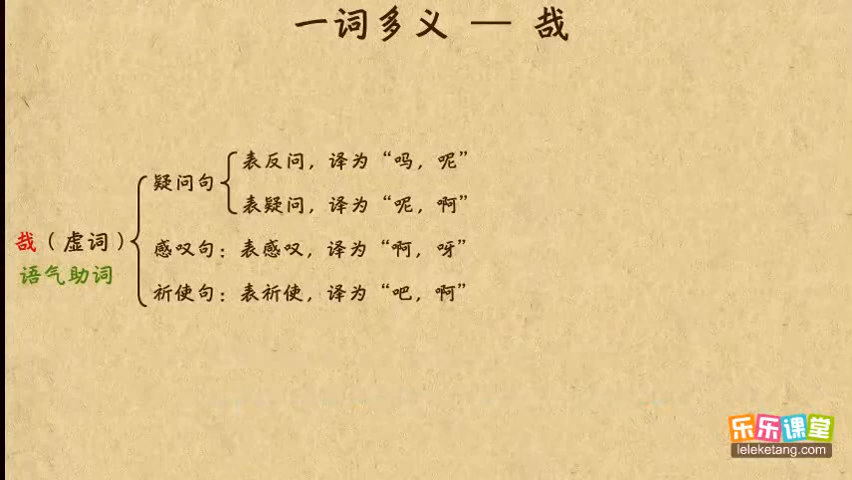 一词多义 — 哉
表反问，译为“吗，呢”
疑问句
表疑问，译为“呢，啊”
哉（虚词）
感叹句：表感叹，译为“啊，呀”
语气助词
祈使句：表祈使，译为“吧，啊”
乐乐课堂
leleketang.com